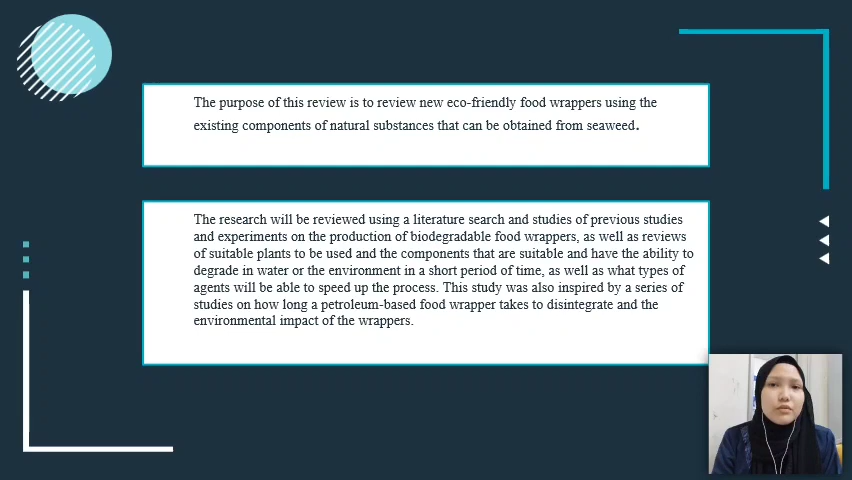 The purpose of this review is to review new eco-friendly food wrappers using the
existing components of natural substances that can be obtained from seaweed.
The research will be reviewed using a literature search and studies of previous studies
and experiments on the production of biodegradable food wrappers, as well as reviews
of suitable plants to be used and the components that are suitable and have the ability to
degrade in water or the environment in a short period of time, as well as what types of
agents will be able to speed up the process. This study was also inspired by a series of
studies on how long a petroleum-based food wrapper takes to disintegrate and the
environmental impact of the wrappers.